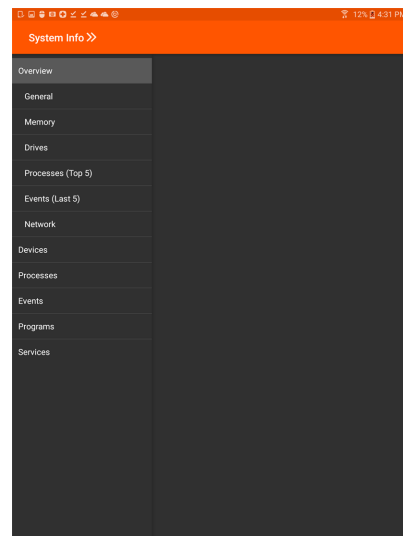 12% 4:31 PM
System Info
Overview
General
Memory
Drives
Processes (Top 5)
Events (Last 5)
Network
Devices
Processes
Events
Programs
Services